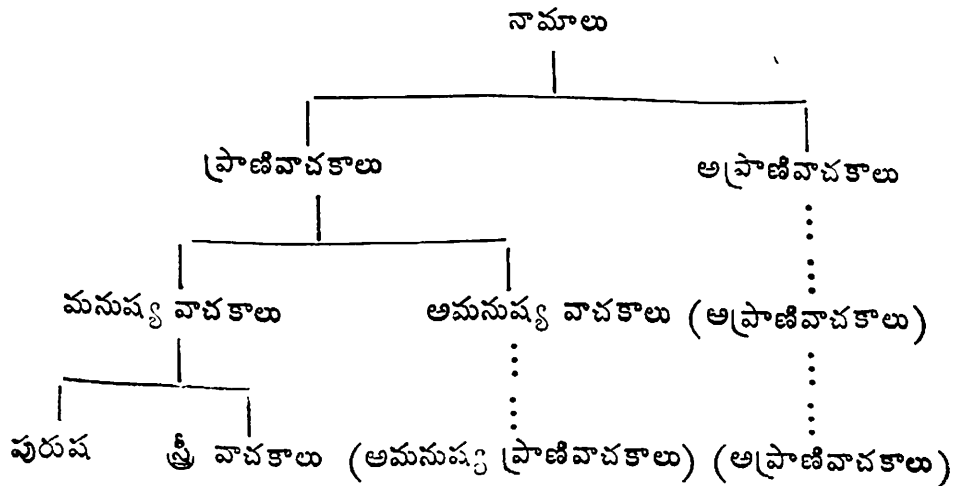 నామాలు
ప్రాణివాచకాలు అప్రాణివాచకాలు
మనుష్య వాచకాలు అమనుష్య వాచకాలు (అప్రాణివాచకాలు)
పురుష స్త్రీ వాచకాలు (అమనుష్య ప్రాణివాచకాలు) (అప్రాణివాచకాలు)